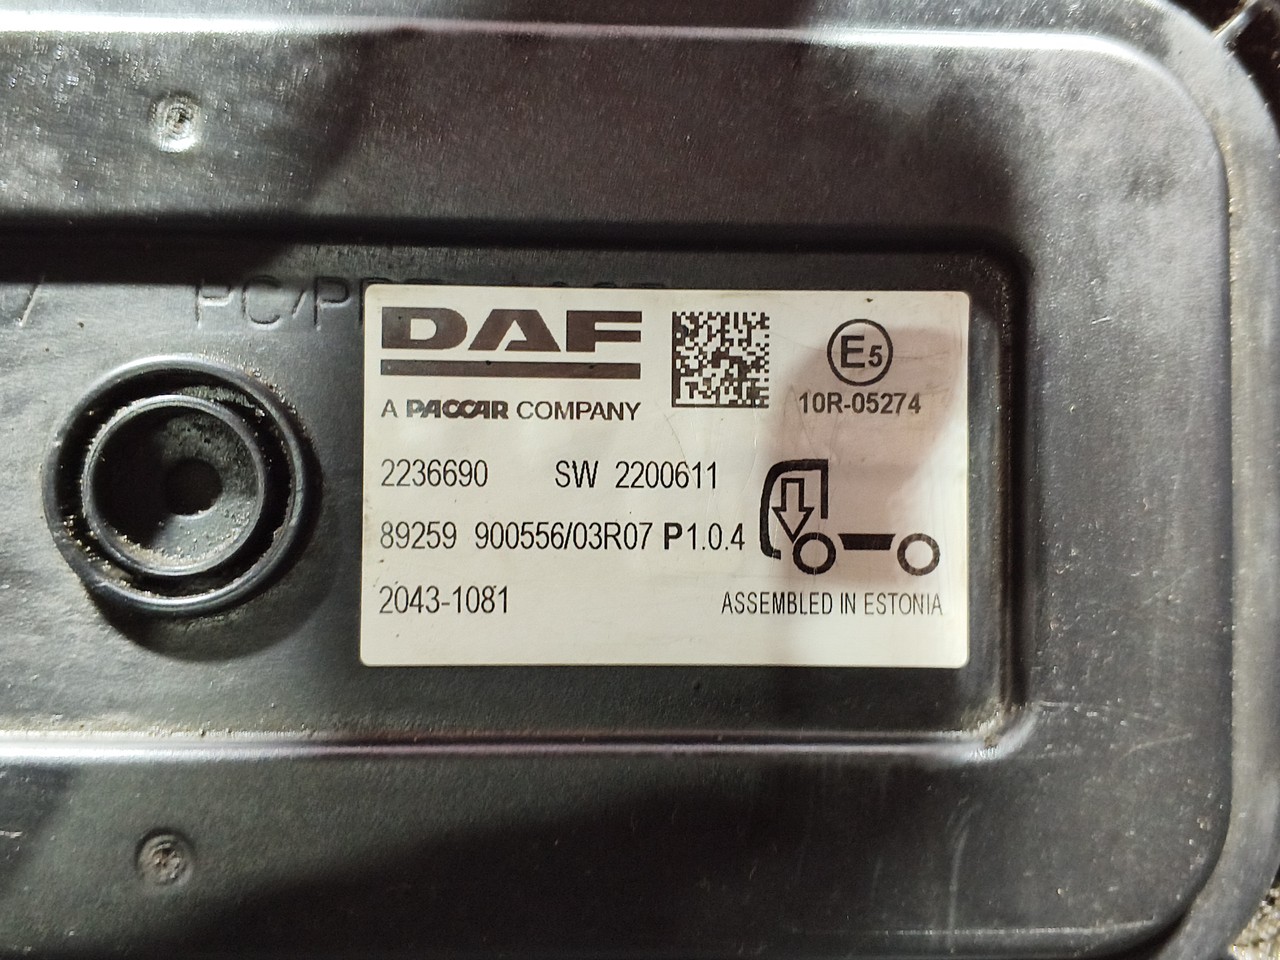 PC/P
DAF
A PACCAR COMPANY
E5
10R-05274
2236690 SW 2200611
89259 900556/03R07 P1.0.4
2043-1081
ASSEMBLED IN ESTONIA